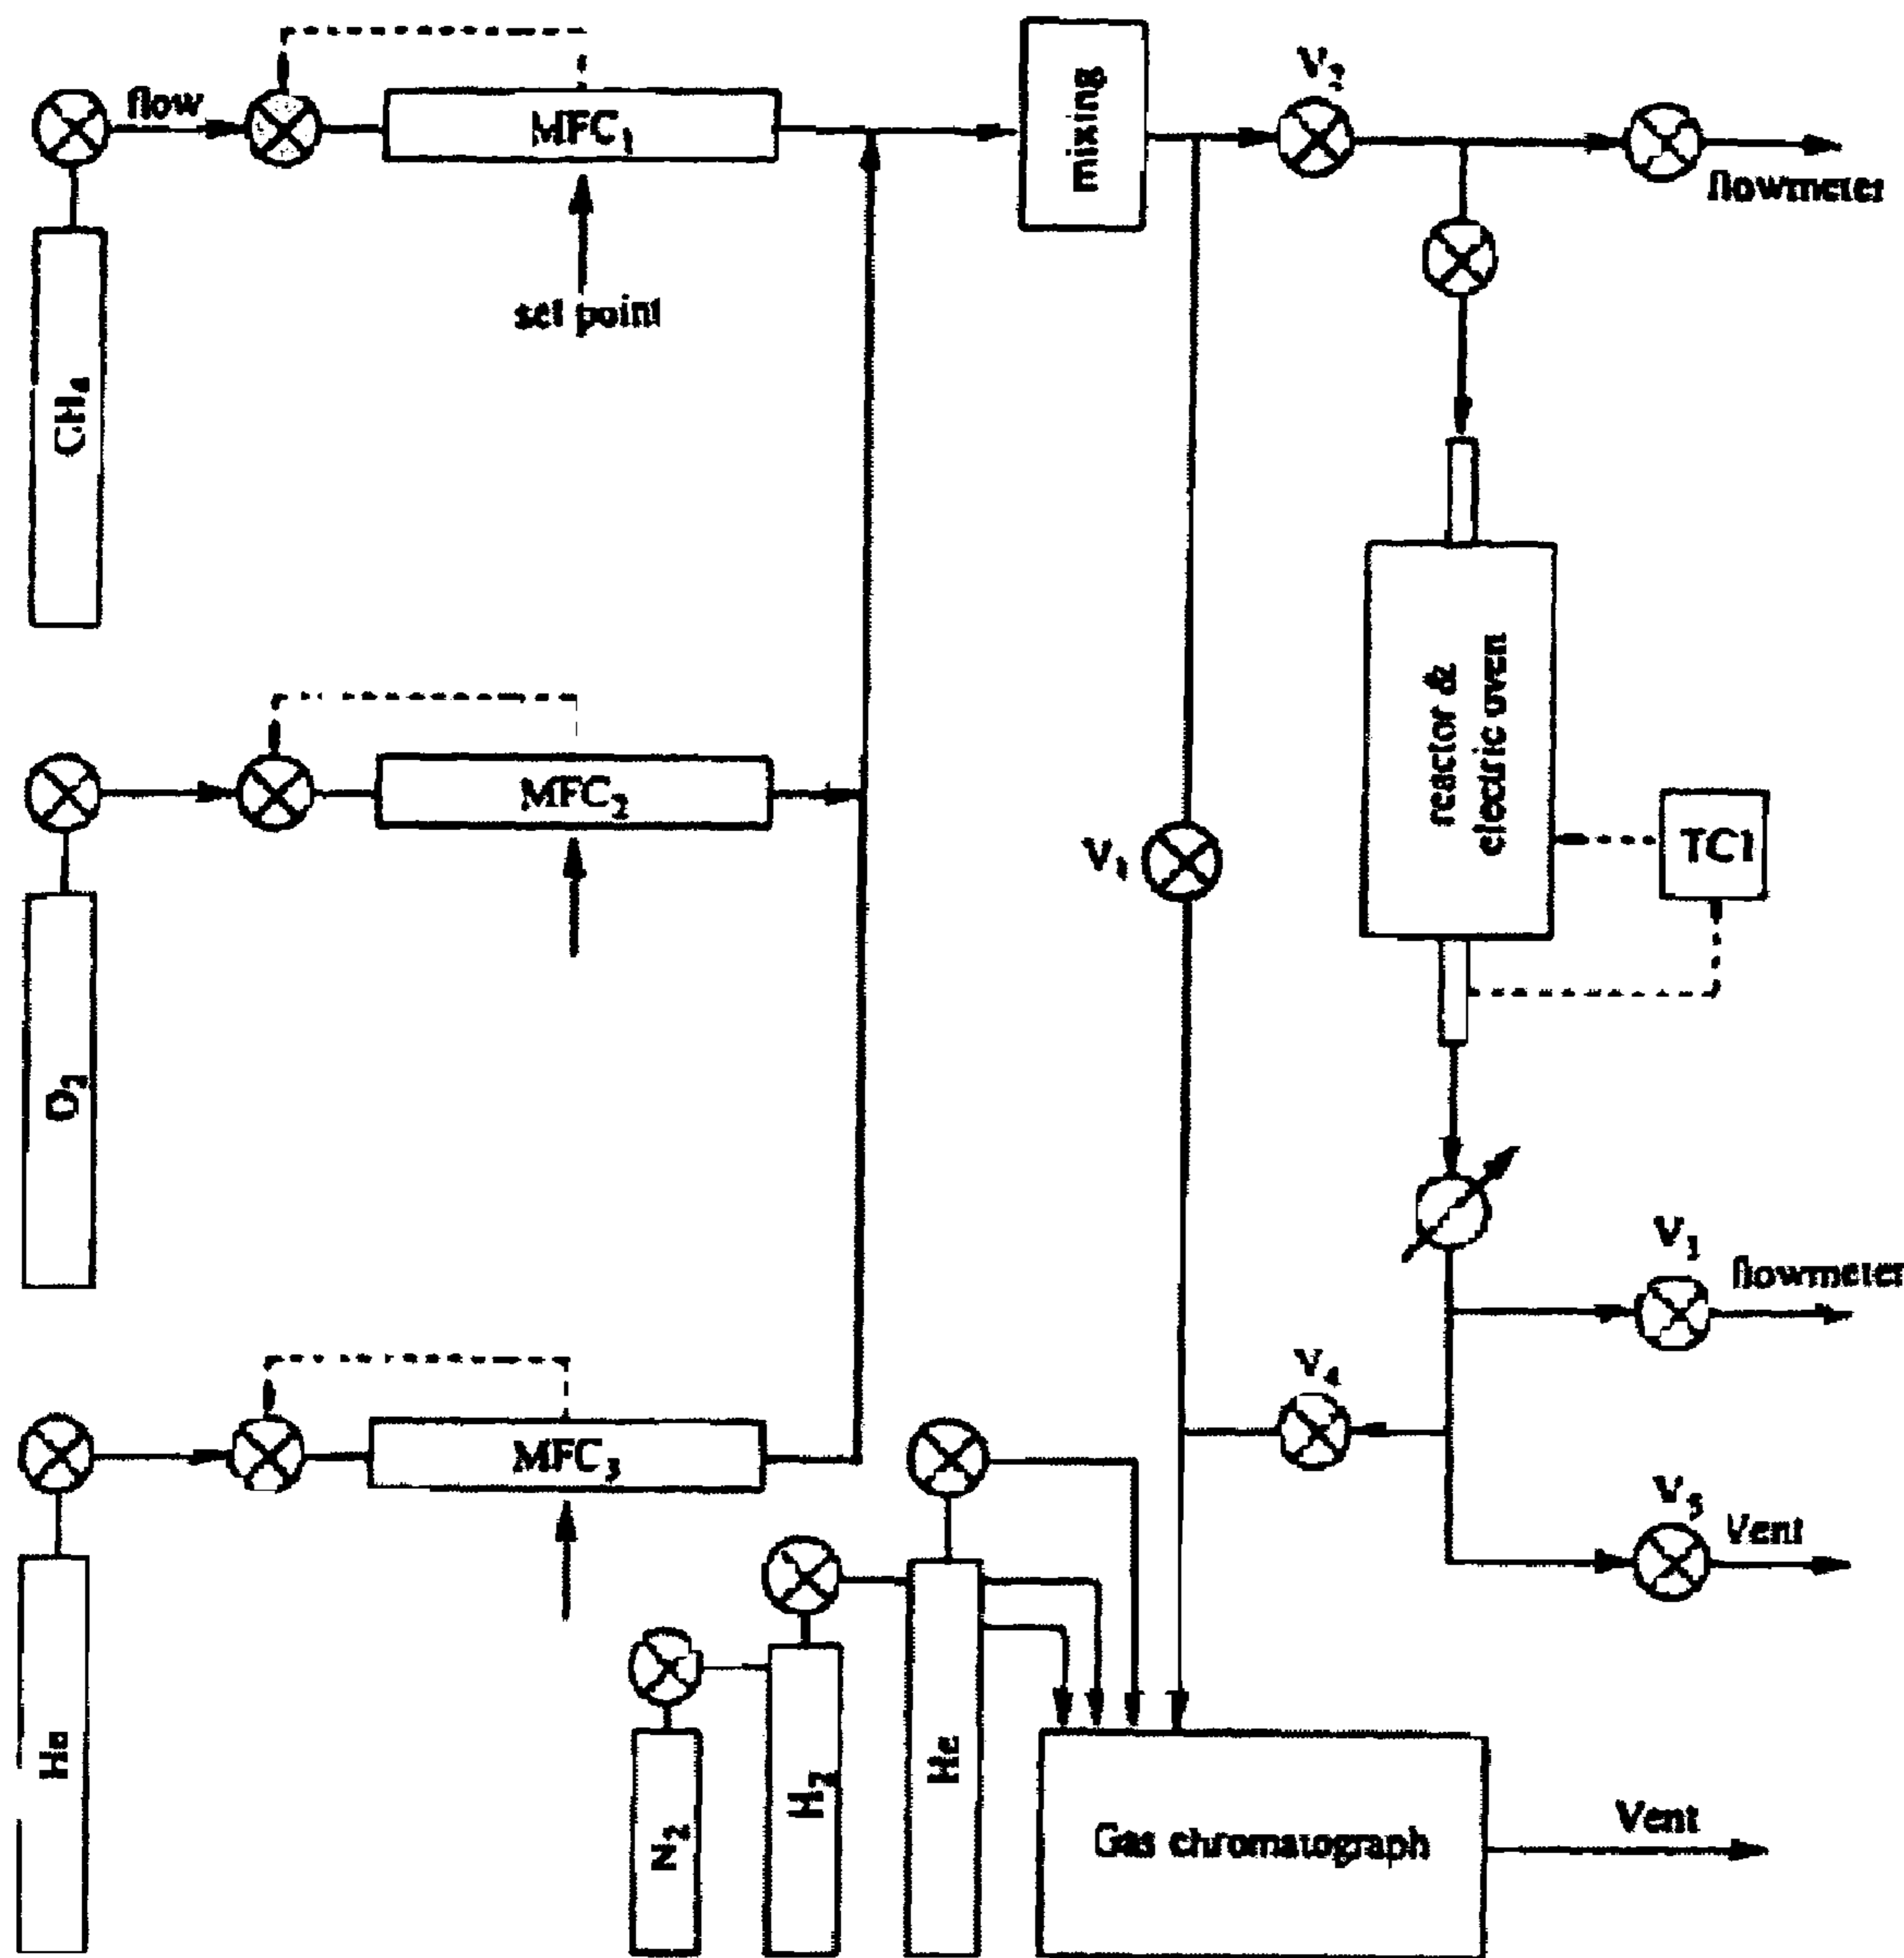 flow
MFC₁
set point
CH₄
mixing
V₂
flowmeter
reactor &
electric oven
TC1
MFC₂
O₂
V₁
V₃
flowmeter
V₄
V₅
Vent
MFC₃
He
N₂
H₂
He
Gas chromatograph
Vent